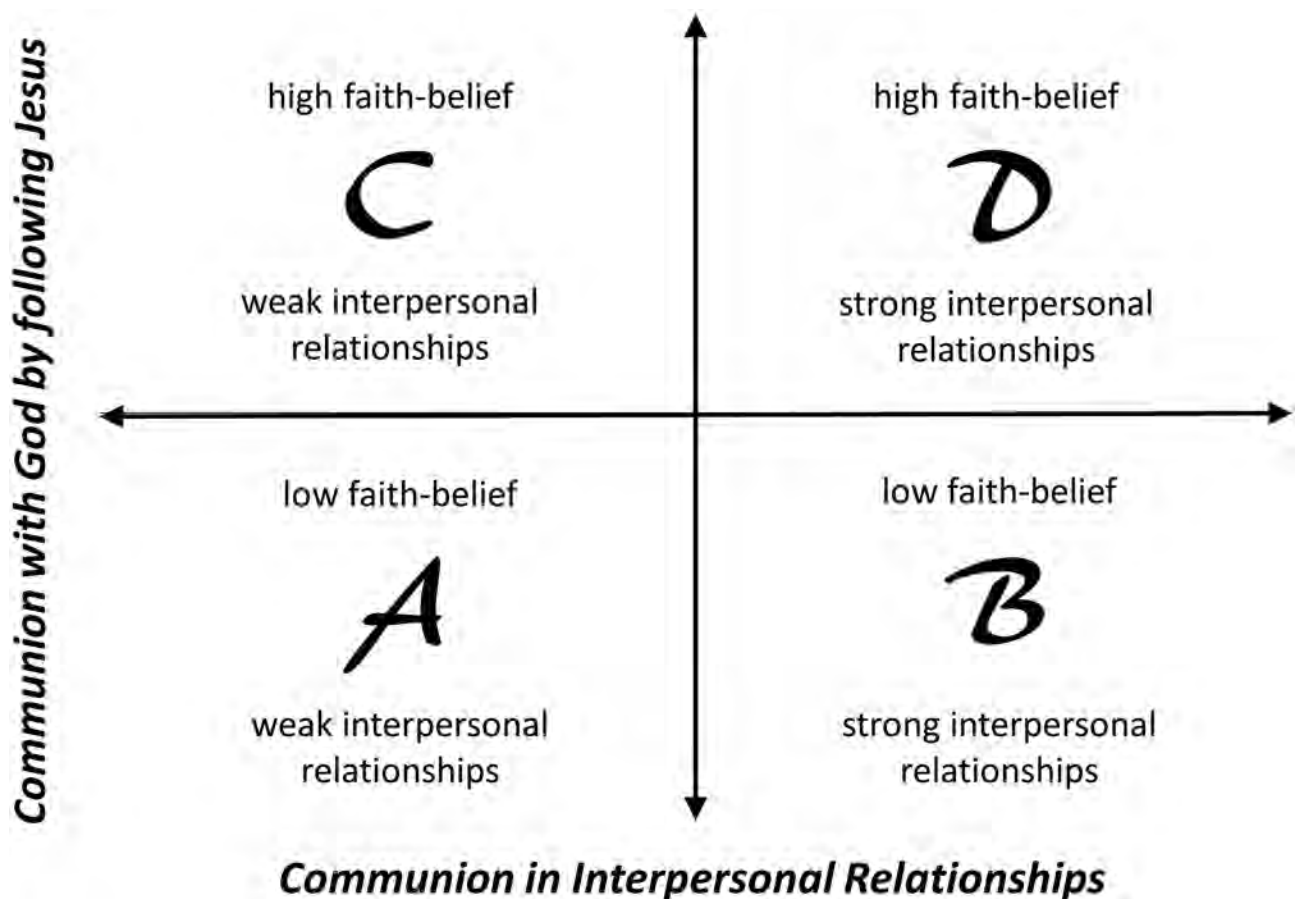 Communion with God by following Jesus
high faith-belief
C
weak interpersonal
relationships
high faith-belief
D
strong interpersonal
relationships
low faith-belief
A
weak interpersonal
relationships
low faith-belief
B
strong interpersonal
relationships
Communion in Interpersonal Relationships